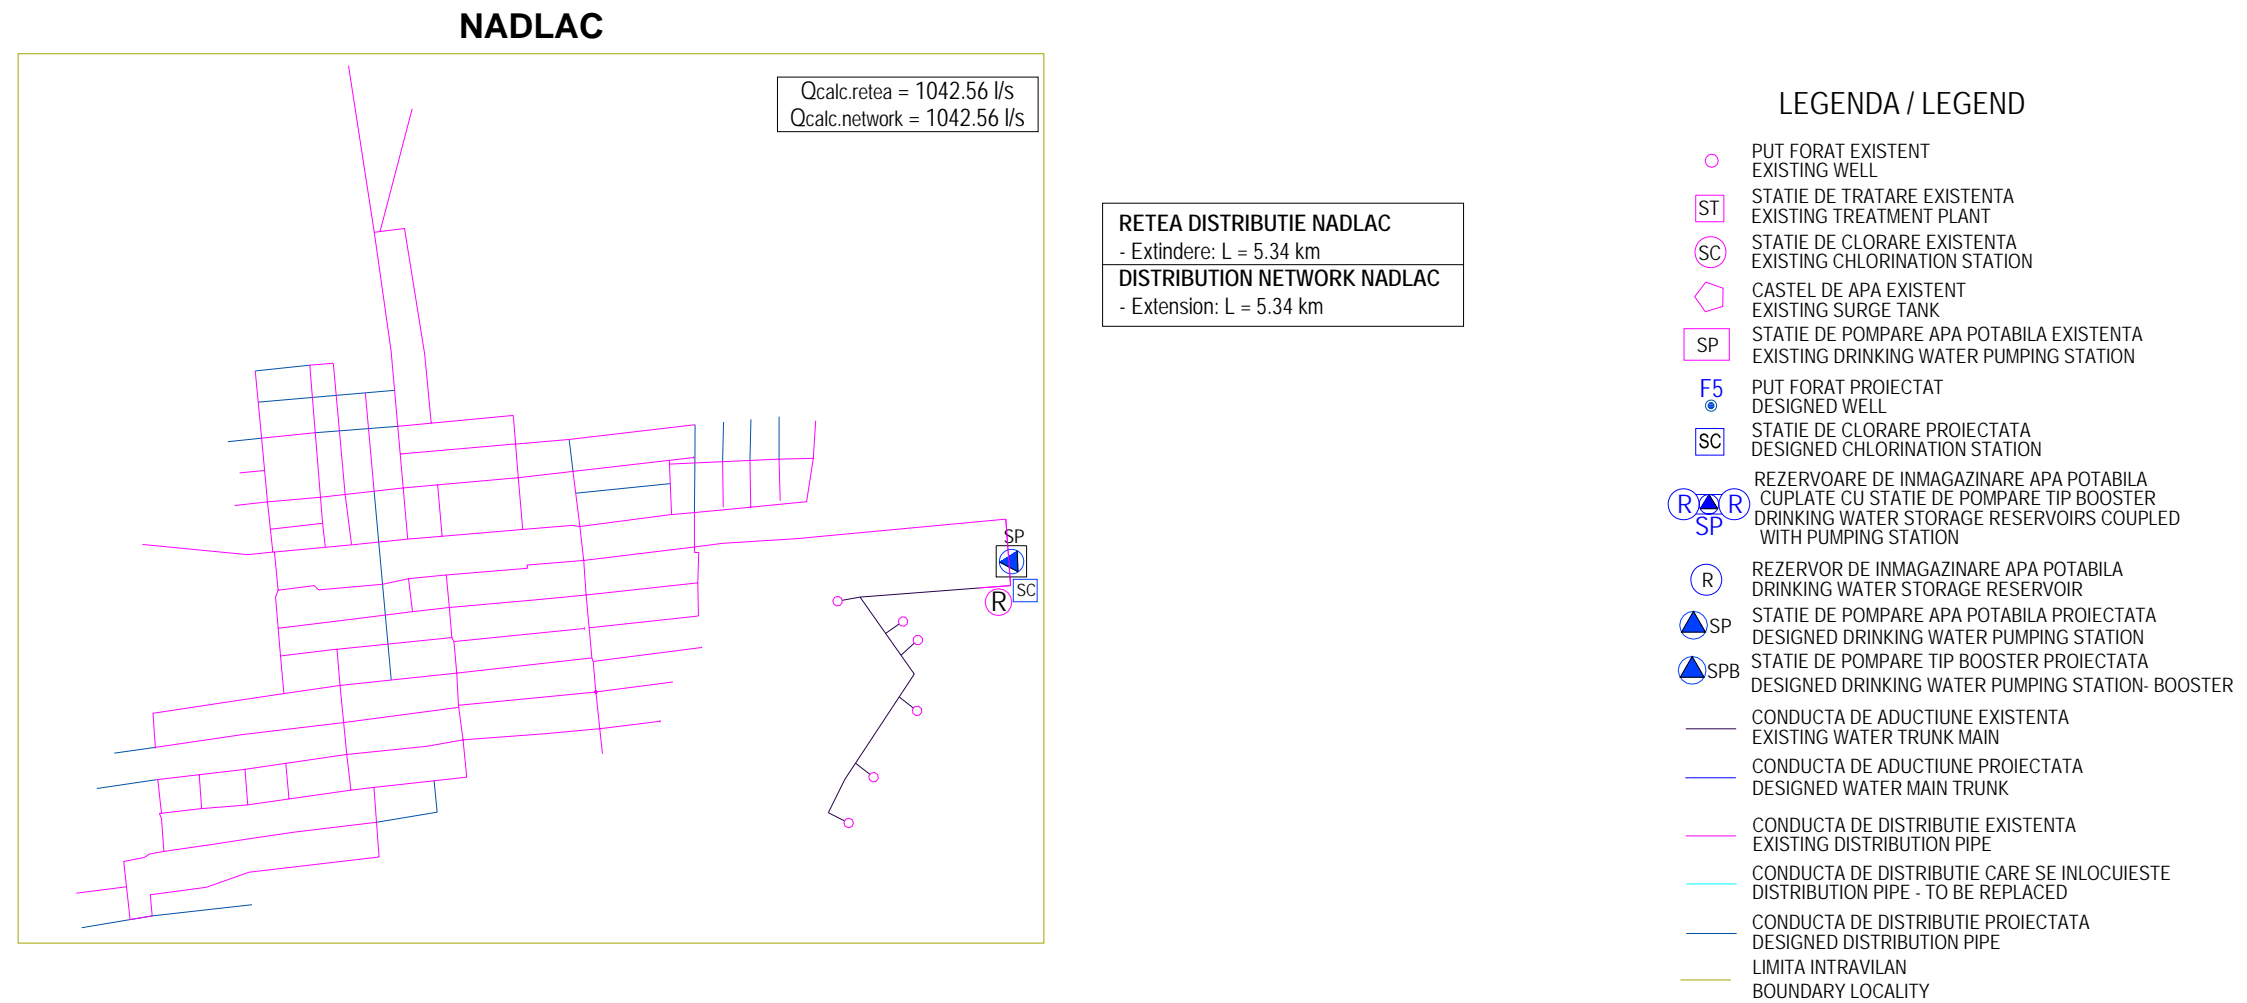 NADLAC
Qcalc.retea = 1042.56 l/s
Qcalc.network = 1042.56 l/s
RETEA DISTRIBUTIE NADLAC
- Extindere: L = 5.34 km
DISTRIBUTION NETWORK NADLAC
- Extension: L = 5.34 km
SP
SC
R
LEGENDA / LEGEND
PUT FORAT EXISTENT
EXISTING WELL
ST
STATIE DE TRATARE EXISTENTA
EXISTING TREATMENT PLANT
SC
STATIE DE CLORARE EXISTENTA
EXISTING CHLORINATION STATION
CASTEL DE APA EXISTENT
EXISTING SURGE TANK
SP
STATIE DE POMPARE APA POTABILA EXISTENTA
EXISTING DRINKING WATER PUMPING STATION
F5
PUT FORAT PROIECTAT
DESIGNED WELL
SC
STATIE DE CLORARE PROIECTATA
DESIGNED CHLORINATION STATION
R R
SP
REZERVOARE DE INMAGAZINARE APA POTABILA
CUPLATE CU STATIE DE POMPARE TIP BOOSTER
DRINKING WATER STORAGE RESERVOIRS COUPLED
WITH PUMPING STATION
R
REZERVOR DE INMAGAZINARE APA POTABILA
DRINKING WATER STORAGE RESERVOIR
SP
STATIE DE POMPARE APA POTABILA PROIECTATA
DESIGNED DRINKING WATER PUMPING STATION
SPB
STATIE DE POMPARE TIP BOOSTER PROIECTATA
DESIGNED DRINKING WATER PUMPING STATION- BOOSTER
CONDUCTA DE ADUCTIUNE EXISTENTA
EXISTING WATER TRUNK MAIN
CONDUCTA DE ADUCTIUNE PROIECTATA
DESIGNED WATER MAIN TRUNK
CONDUCTA DE DISTRIBUTIE EXISTENTA
EXISTING DISTRIBUTION PIPE
CONDUCTA DE DISTRIBUTIE CARE SE INLOCUIESTE
DISTRIBUTION PIPE - TO BE REPLACED
CONDUCTA DE DISTRIBUTIE PROIECTATA
DESIGNED DISTRIBUTION PIPE
LIMITA INTRAVILAN
BOUNDARY LOCALITY